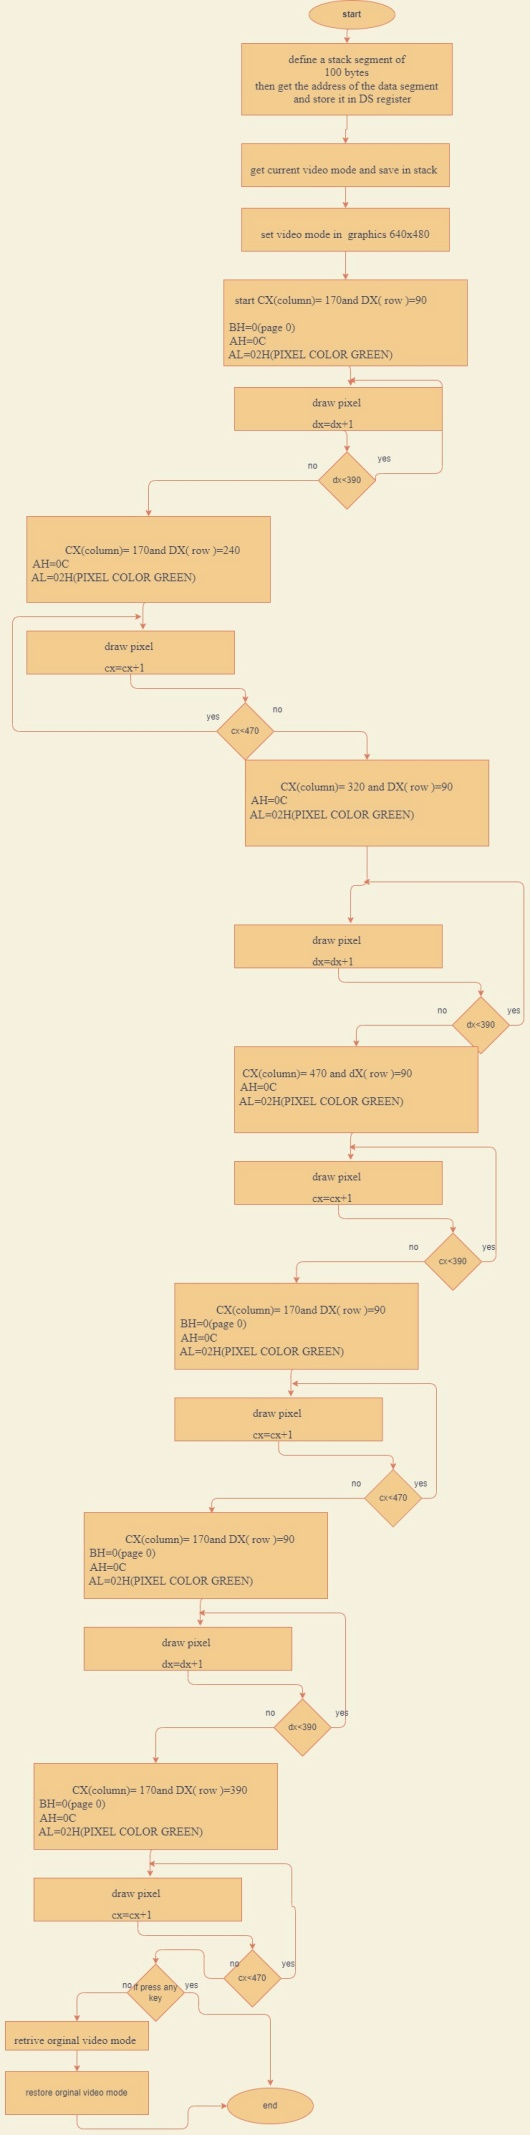 start
define a stack segment of
100 bytes
then get the address of the data segment
and store it in DS register
get current video mode and save in stack
set video mode in graphics 640x480
start CX(column)= 170and DX( row )=90
BH=0(page 0)
AH=0C
AL=02H(PIXEL COLOR GREEN)
draw pixel
dx=dx+1
yes
no
dx<390
CX(column)= 170and DX( row )=240
AH=0C
AL=02H(PIXEL COLOR GREEN)
draw pixel
cx=cx+1
yes
no
cx<470
CX(column)= 320 and DX( row )=90
AH=0C
AL=02H(PIXEL COLOR GREEN)
draw pixel
dx=dx+1
no
yes
dx<390
CX(column)= 470 and dX( row )=90
AH=0C
AL=02H(PIXEL COLOR GREEN)
draw pixel
cx=cx+1
no
yes
cx<390
CX(column)= 170and DX( row )=90
BH=0(page 0)
AH=0C
AL=02H(PIXEL COLOR GREEN)
draw pixel
cx=cx+1
no
yes
cx<470
CX(column)= 170and DX( row )=90
BH=0(page 0)
AH=0C
AL=02H(PIXEL COLOR GREEN)
draw pixel
dx=dx+1
no
yes
dx<390
CX(column)= 170and DX( row )=390
BH=0(page 0)
AH=0C
AL=02H(PIXEL COLOR GREEN)
draw pixel
cx=cx+1
no
yes
cx<470
no
if press any
key
yes
retrive orginal video mode
restore orginal video mode
end